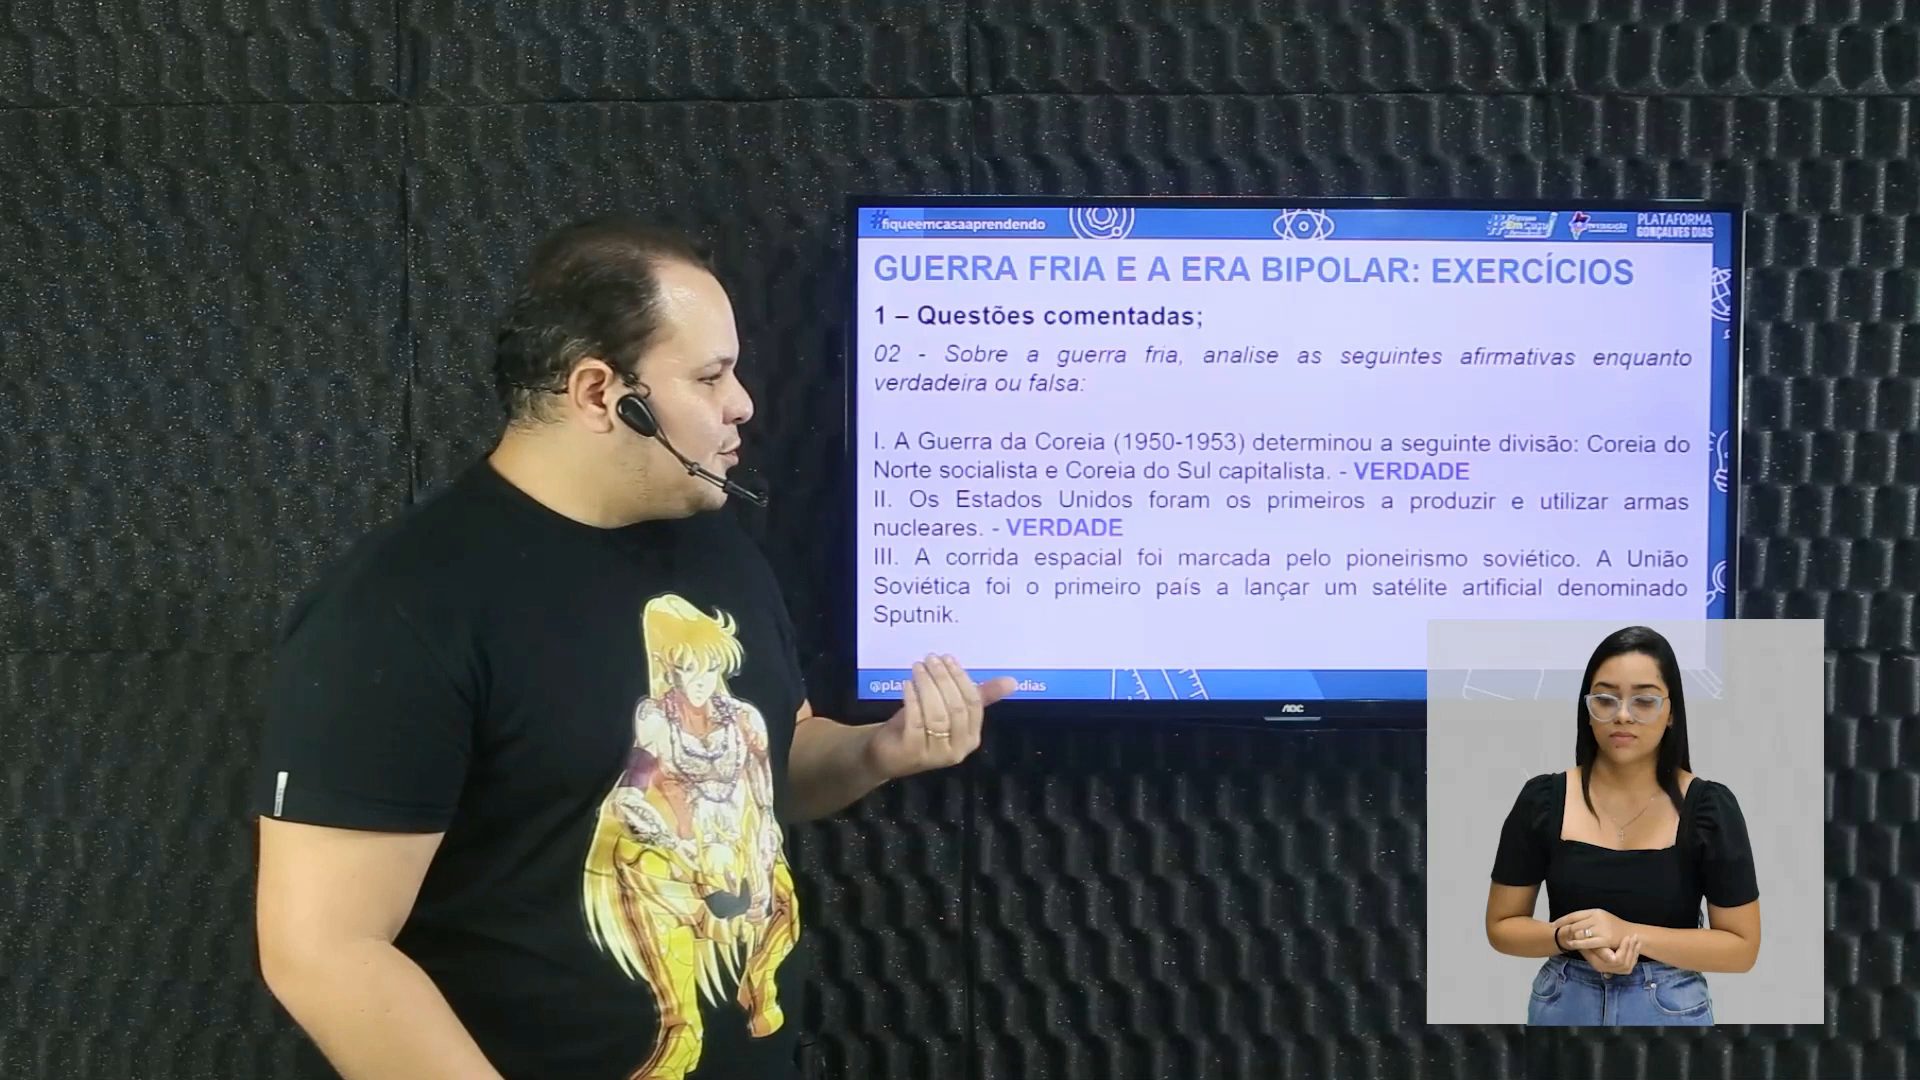 #fiqueemcasaaprendendo
PLATAFORMA
GONÇALVES DIAS
GUERRA FRIA E A ERA BIPOLAR: EXERCÍCIOS
1 – Questões comentadas;
02 - Sobre a guerra fria, analise as seguintes afirmativas enquanto
verdadeira ou falsa:
I. A Guerra da Coreia (1950-1953) determinou a seguinte divisão: Coreia do
Norte socialista e Coreia do Sul capitalista. - VERDADE
II. Os Estados Unidos foram os primeiros a produzir e utilizar armas
nucleares. - VERDADE
III. A corrida espacial foi marcada pelo pioneirismo soviético. A União
Soviética foi o primeiro país a lançar um satélite artificial denominado
Sputnik.
AOC